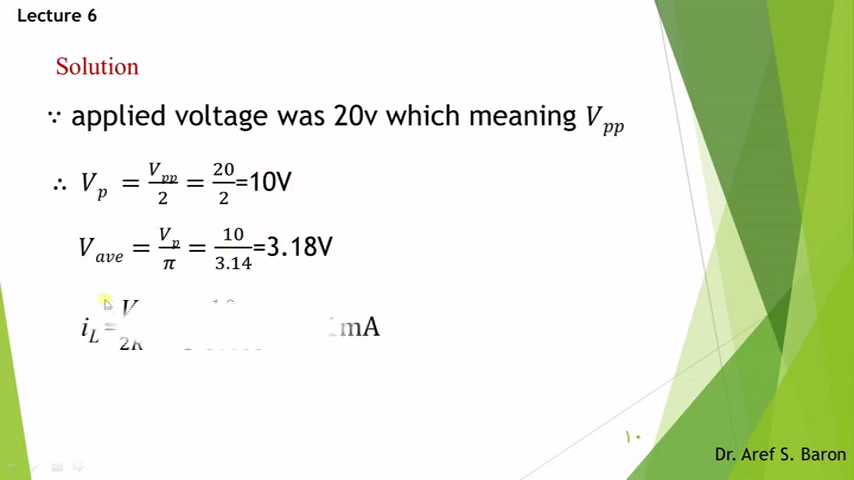 Lecture 6
Solution
∵ applied voltage was 20v which meaning V_pp
∴ V_p = V_pp/2 = 20/2 =10V
V_ave = V_p/π = 10/3.14 =3.18V
i_L = mA
١٠
Dr. Aref S. Baron